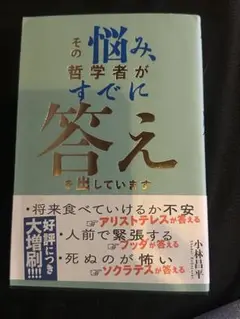 その悩み、
哲学者が
すでに
答え
を出しています
・将来食べていけるか不安
☞アリストテレスが答える
・人前で緊張する
☞ブッダが答える
・死ぬのが怖い
☞ソクラテスが答える
好評につき
大増刷!!!!
小林昌平